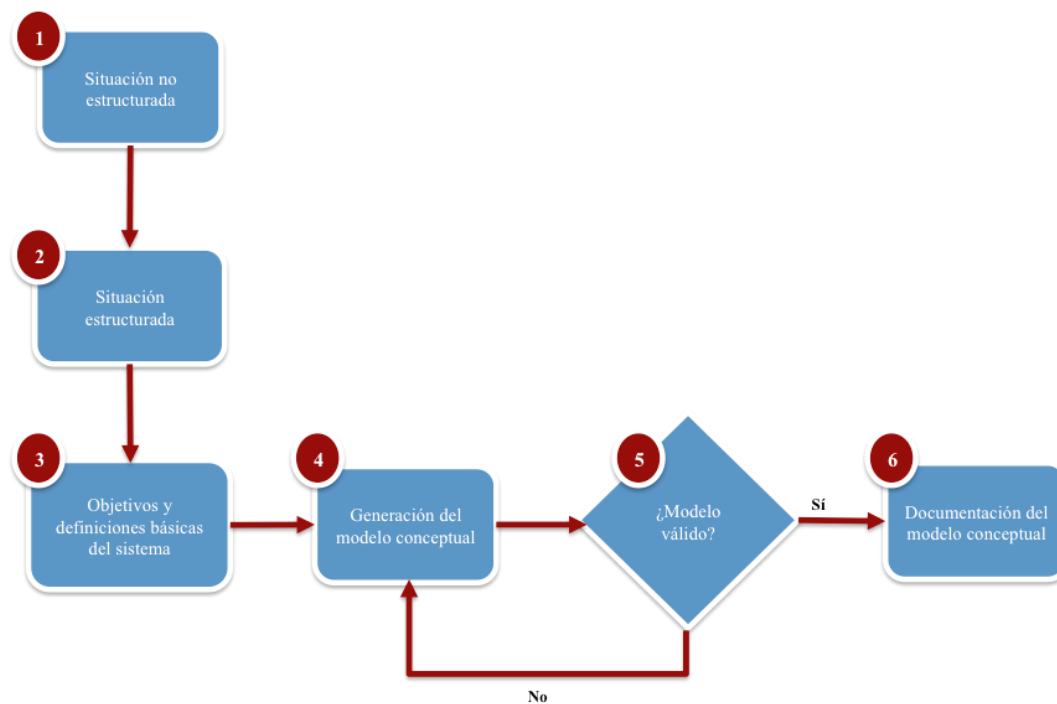 1
Situación no
estructurada
2
Situación
estructurada
3
Objetivos y
definiciones básicas
del sistema
4
Generación del
modelo conceptual
5
¿Modelo
válido?
Sí
6
Documentación del
modelo conceptual
No